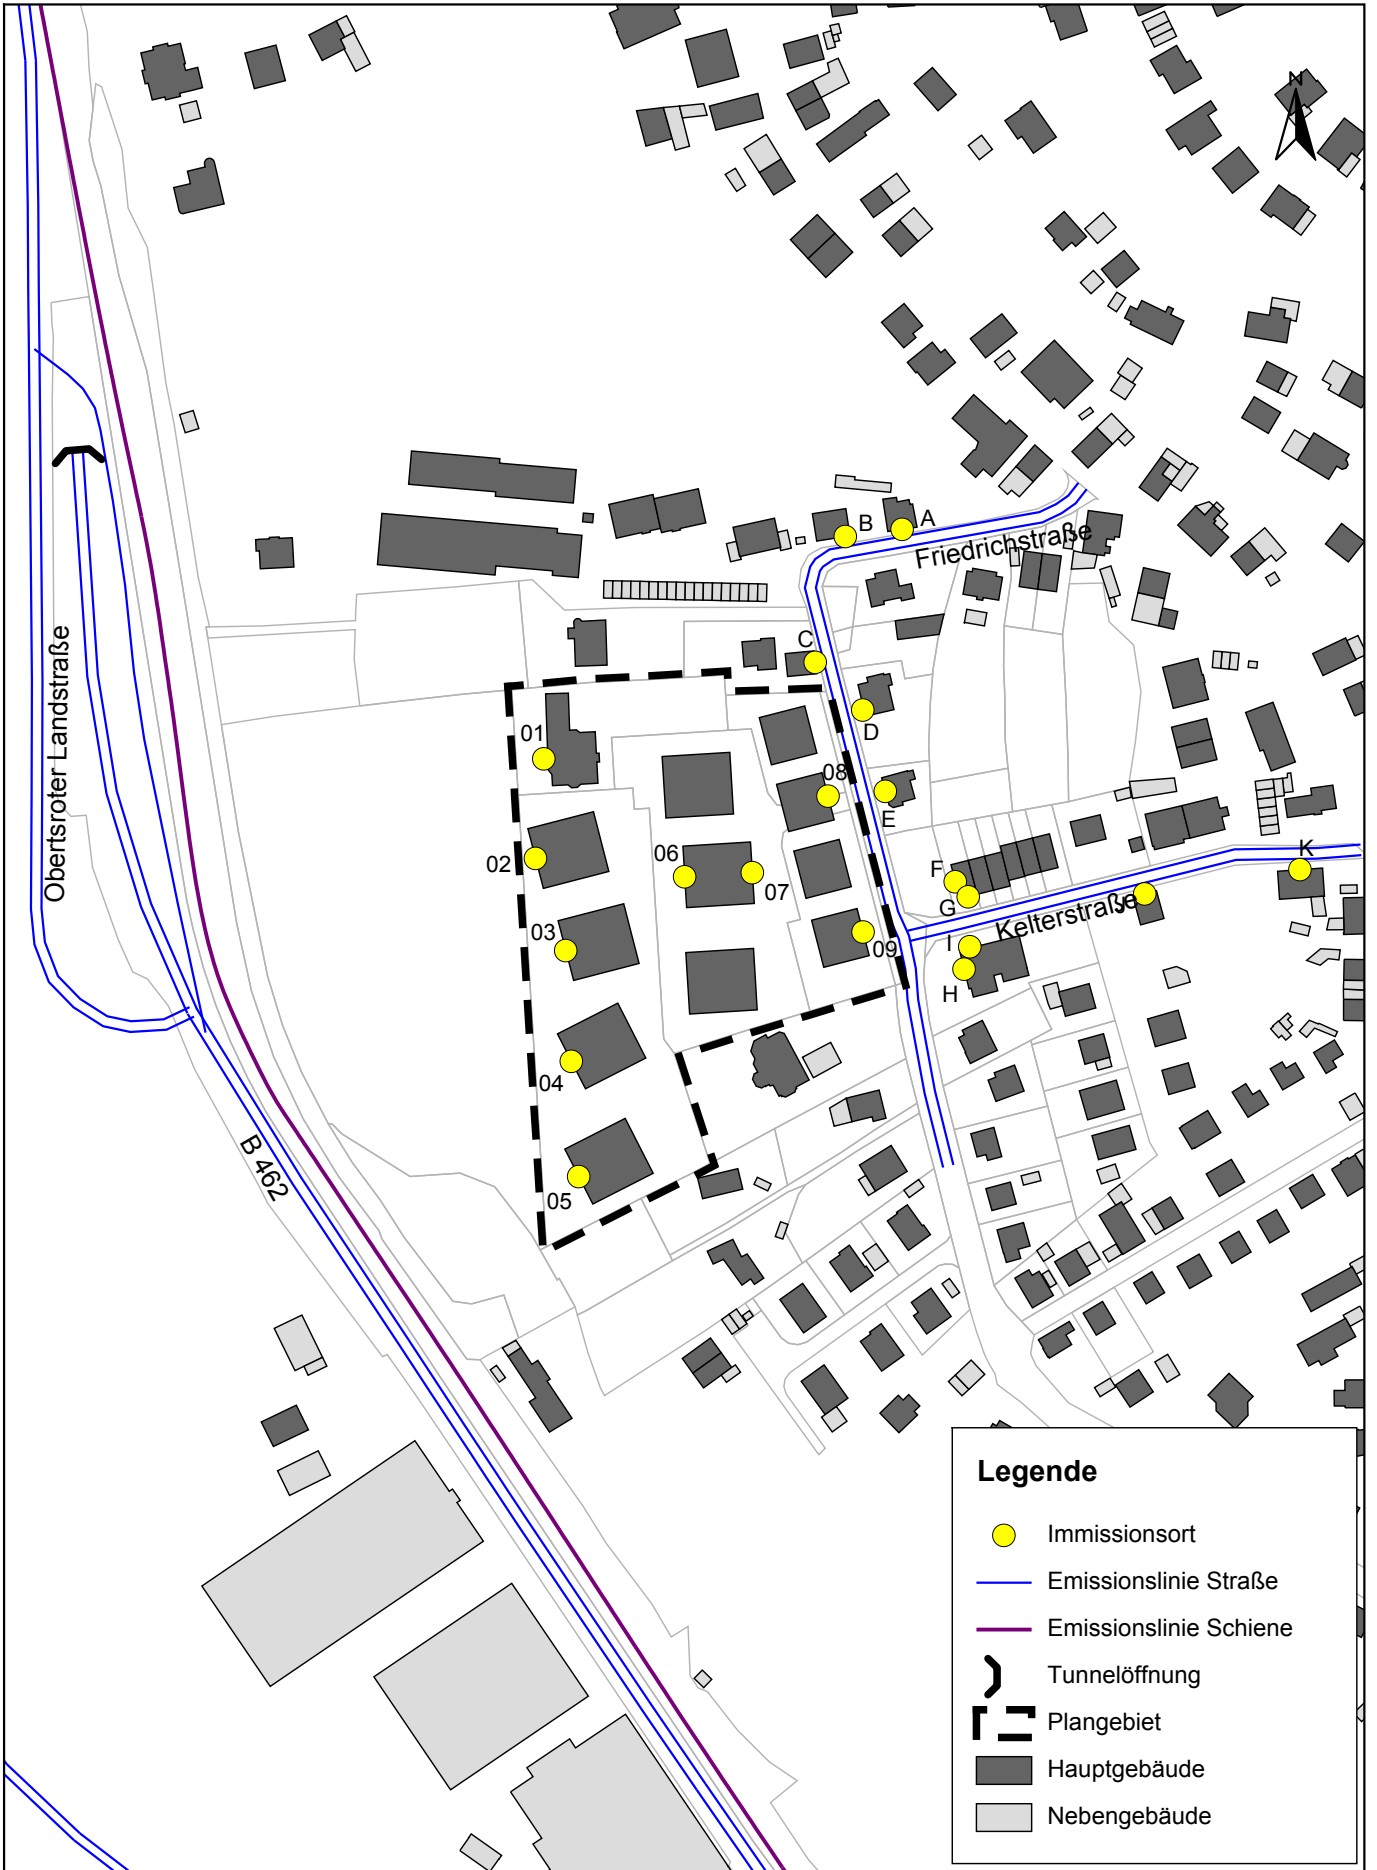 N
A
B
Friedrichstraße
C
D
01
08
E
02
06
07
F
G
K
J
Kelterstraße
03
09
I
H
04
05
Obertsroter Landstraße
B 462
Legende
Immissionsort
Emissionslinie Straße
Emissionslinie Schiene
Tunnelöffnung
Plangebiet
Hauptgebäude
Nebengebäude